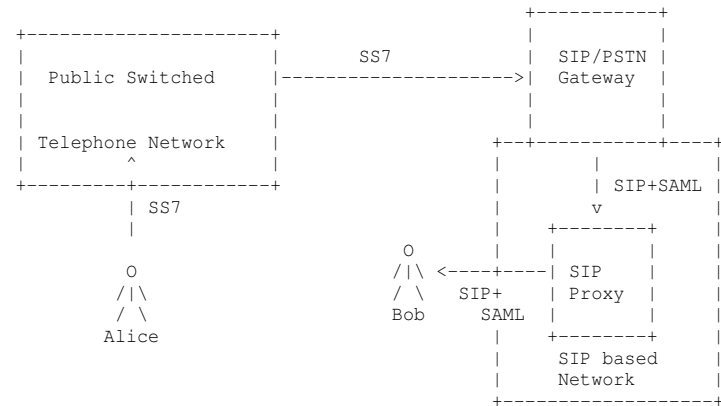 SS7
SIP/PSTN
Public Switched
Gateway
Telephone Network
SIP+SAML
SS7
SIP
SIP+
Proxy
Alice
Bob
SAML
SIP based
Network